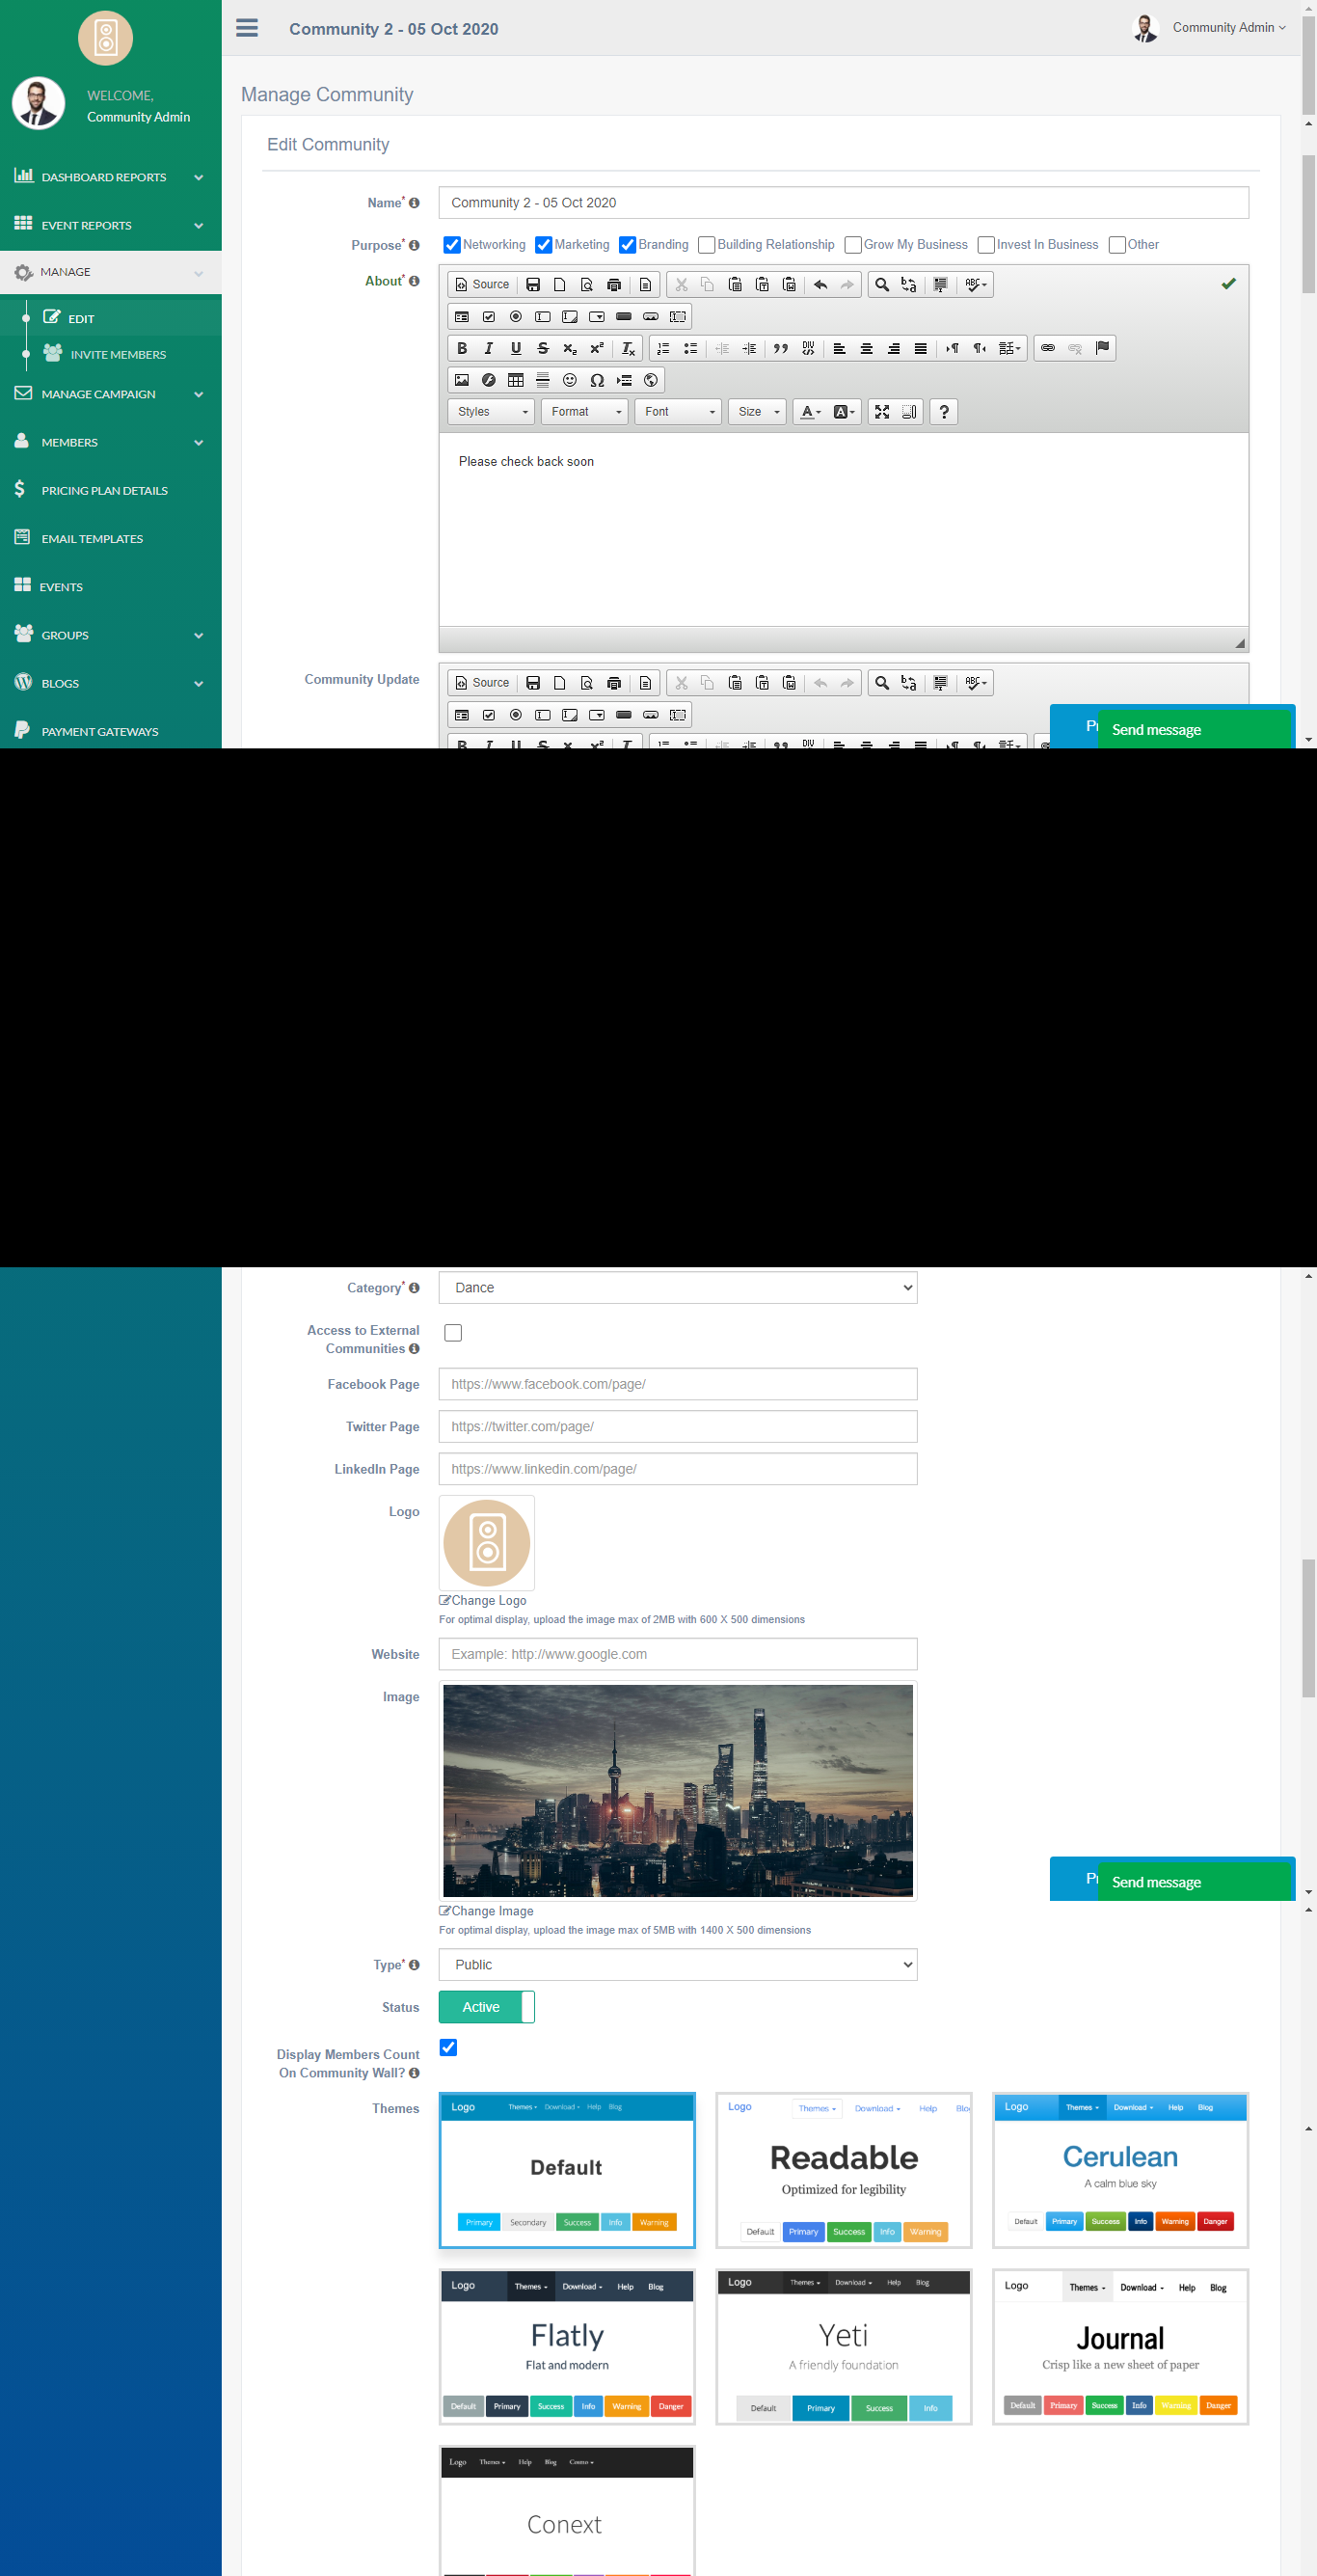 Community 2 - 05 Oct 2020
Community Admin
WELCOME,
Community Admin
DASHBOARD REPORTS
EVENT REPORTS
MANAGE
EDIT
INVITE MEMBERS
MANAGE CAMPAIGN
MEMBERS
PRICING PLAN DETAILS
EMAIL TEMPLATES
EVENTS
GROUPS
BLOGS
PAYMENT GATEWAYS
Manage Community
Edit Community
Name*
Community 2 - 05 Oct 2020
Purpose*
Networking Marketing Branding Building Relationship Grow My Business Invest In Business Other
About*
Source
Styles Format Font Size
Please check back soon
Community Update
Source
Send message
Category*
Dance
Access to External
Communities
Facebook Page
https://www.facebook.com/page/
Twitter Page
https://twitter.com/page/
LinkedIn Page
https://www.linkedin.com/page/
Logo
Change Logo
For optimal display, upload the image max of 2MB with 600 X 500 dimensions
Website
Example: http://www.google.com
Image
Send message
Change Image
For optimal display, upload the image max of 5MB with 1400 X 500 dimensions
Type*
Public
Status
Active
Display Members Count
On Community Wall?
Themes
Logo Themes Download Help Blog
Default
Primary Secondary Success Info Warning
Logo Themes Download Help
Readable
Optimized for legibility
Default Primary Success Info Warning
Logo Themes Download Help Blog
Cerulean
A calm blue sky
Default Primary Success Info Warning Danger
Logo Themes Download Help Blog
Flatly
Flat and modern
Default Primary Success Info Warning Danger
Logo Themes Download Help Blog
Yeti
A friendly foundation
Default Primary Success Info
Logo Themes Download Help Blog
Journal
Crisp like a new sheet of paper
Default Primary Success Info Warning Danger
Logo Themes Help Blog Cosmo
Conext